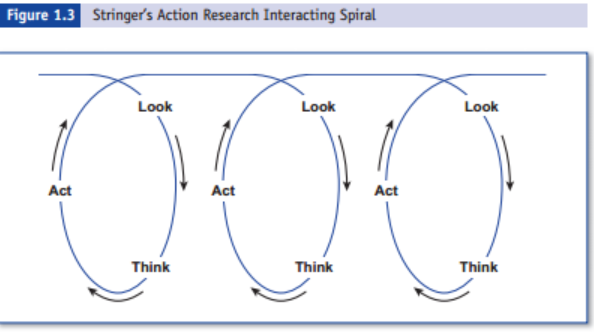 Figure 1.3 Stringer's Action Research Interacting Spiral
Look Look Look
Act Act Act
Think Think Think